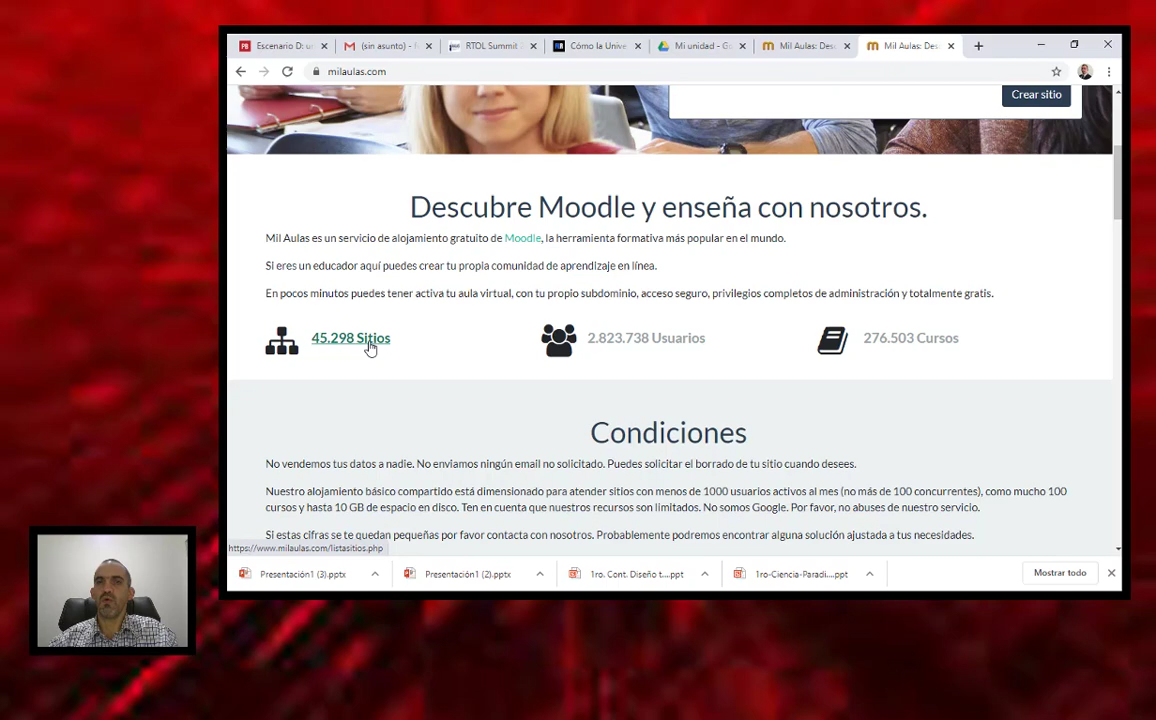 Escenario D: u
(sin asunto) -
RTOL Summit
Cómo la Unive
Mi unidad - G
Mil Aulas: Des
Mil Aulas: Des
milaulas.com
Crear sitio
Descubre Moodle y enseña con nosotros.
Mil Aulas es un servicio de alojamiento gratuito de Moodle, la herramienta formativa más popular en el mundo.
Si eres un educador aquí puedes crear tu propia comunidad de aprendizaje en línea.
En pocos minutos puedes tener activa tu aula virtual, con tu propio subdominio, acceso seguro, privilegios completos de administración y totalmente gratis.
45.298 Sitios
2.823.738 Usuarios
276.503 Cursos
Condiciones
No vendemos tus datos a nadie. No enviamos ningún email no solicitado. Puedes solicitar el borrado de tu sitio cuando desees.
Nuestro alojamiento básico compartido está dimensionado para atender sitios con menos de 1000 usuarios activos al mes (no más de 100 concurrentes), como mucho 100
cursos y hasta 10 GB de espacio en disco. Ten en cuenta que nuestros recursos son limitados. No somos Google. Por favor, no abuses de nuestro servicio.
Si estas cifras se te quedan pequeñas por favor contacta con nosotros. Probablemente podremos encontrar alguna solución ajustada a tus necesidades.
https://www.milaulas.com/listasitios.php
Presentación1 (3).pptx
Presentación1 (2).pptx
1ro. Cont. Diseño t....ppt
1ro-Ciencia-Paradi....ppt
Mostrar todo